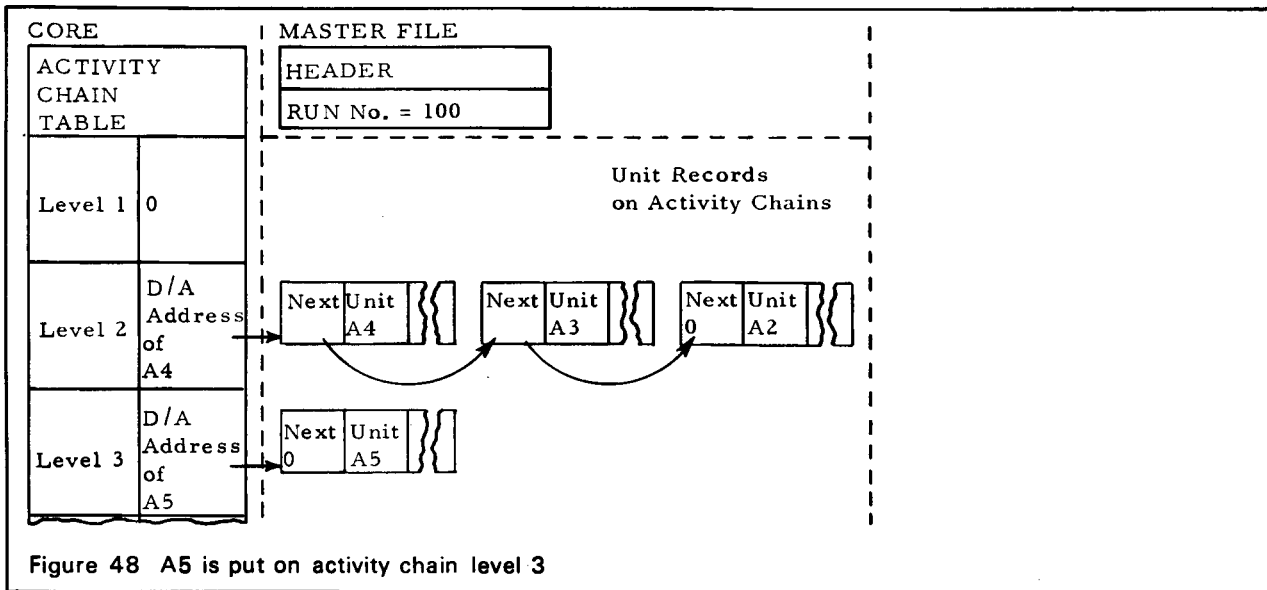 CORE
MASTER FILE
ACTIVITY
CHAIN
TABLE
HEADER
RUN No. = 100
Unit Records
on Activity Chains
Level 1
0
Level 2
D/A
Address
of
A4
Next
Unit
A4
Next
Unit
A3
Next
0
Unit
A2
Level 3
D/A
Address
of
A5
Next
0
Unit
A5
Figure 48 A5 is put on activity chain level 3